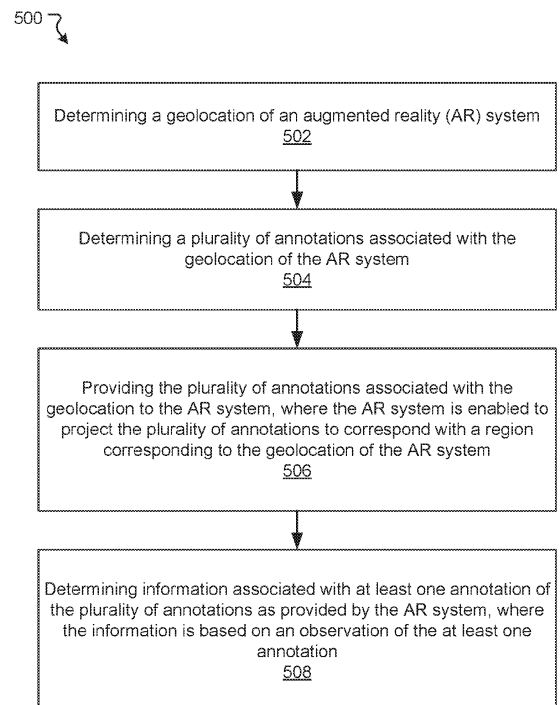 500
Determining a geolocation of an augmented reality (AR) system
502
Determining a plurality of annotations associated with the
geolocation of the AR system
504
Providing the plurality of annotations associated with the
geolocation to the AR system, where the AR system is enabled to
project the plurality of annotations to correspond with a region
corresponding to the geolocation of the AR system
506
Determining information associated with at least one annotation of
the plurality of annotations as provided by the AR system, where
the information is based on an observation of the at least one
annotation
508